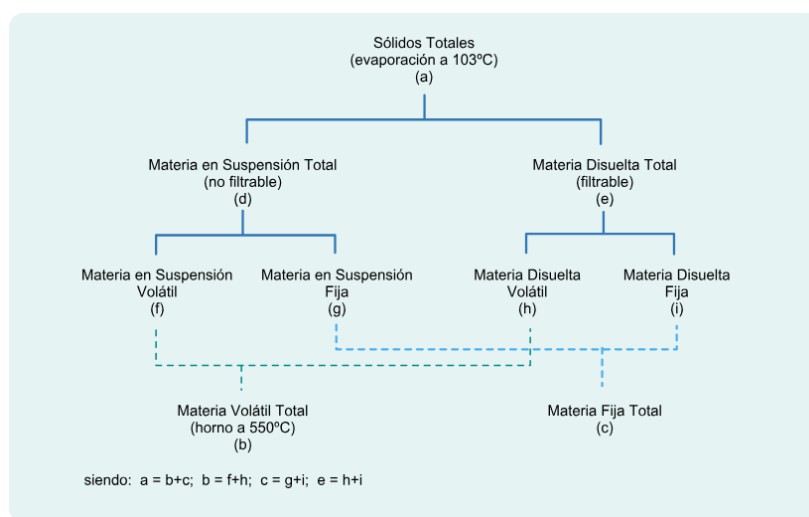 Sólidos Totales
(evaporación a 103ºC)
(a)
Materia en Suspensión Total
(no filtrable)
(d)
Materia Disuelta Total
(filtrable)
(e)
Materia en Suspensión
Volátil
(f)
Materia en Suspensión
Fija
(g)
Materia Disuelta
Volátil
(h)
Materia Disuelta
Fija
(i)
Materia Volátil Total
(horno a 550ºC)
(b)
Materia Fija Total
(c)
siendo: a = b+c; b = f+h; c = g+i; e = h+i